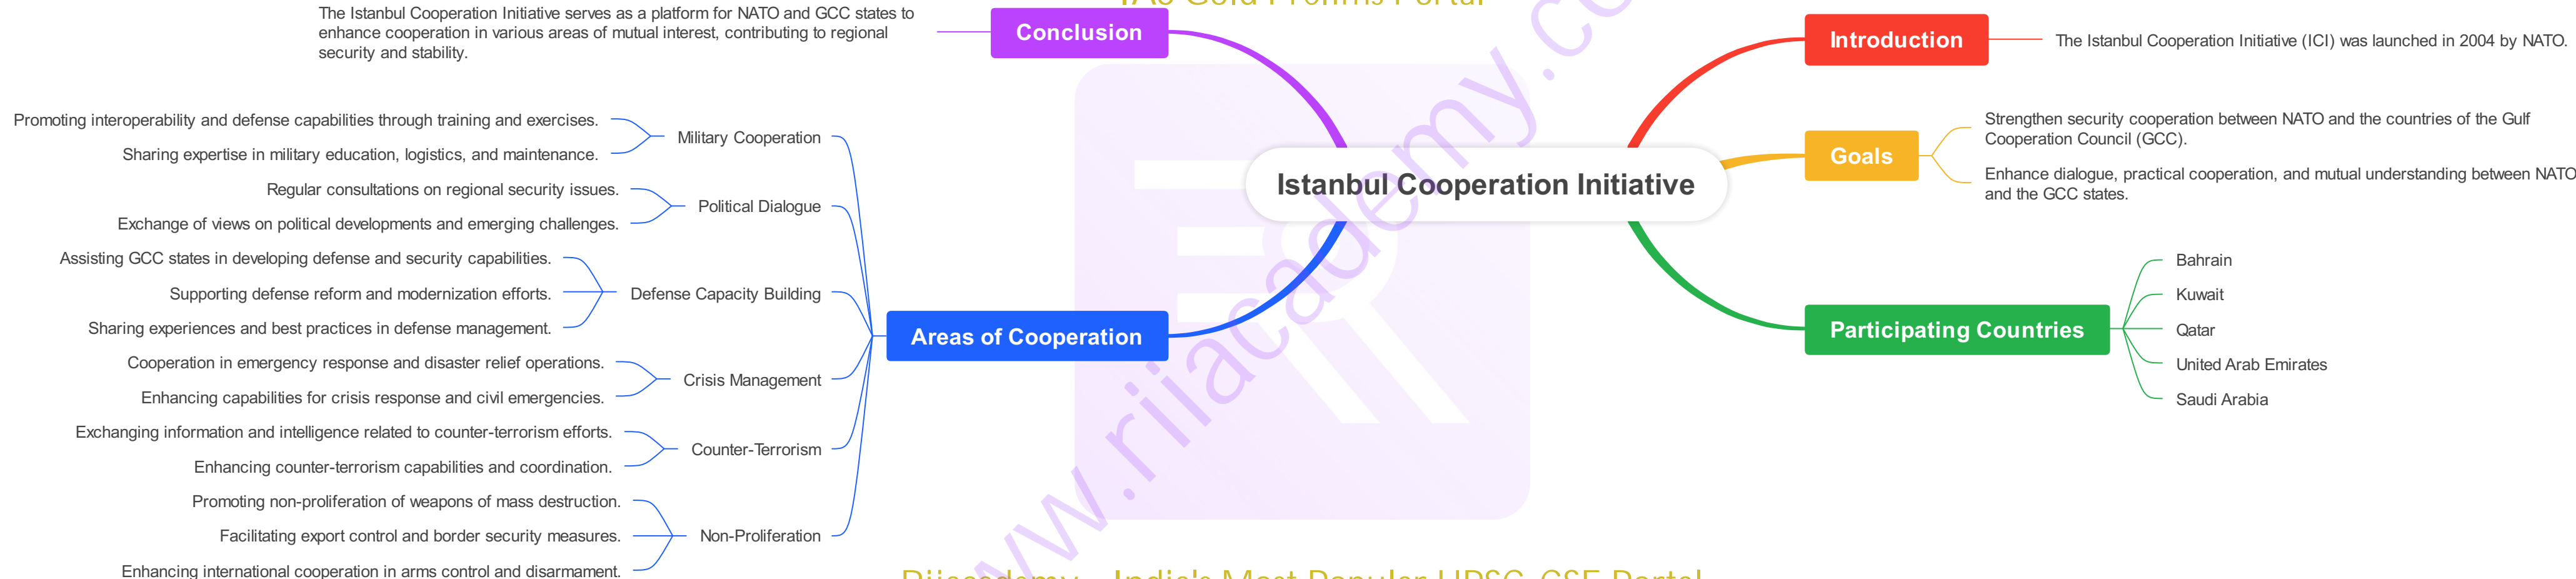 IAS Gold Prelims Portal
Istanbul Cooperation Initiative
Introduction
The Istanbul Cooperation Initiative (ICI) was launched in 2004 by NATO.
Goals
Strengthen security cooperation between NATO and the countries of the Gulf
Cooperation Council (GCC).
Enhance dialogue, practical cooperation, and mutual understanding between NATO
and the GCC states.
Participating Countries
Bahrain
Kuwait
Qatar
United Arab Emirates
Saudi Arabia
Areas of Cooperation
Military Cooperation
Promoting interoperability and defense capabilities through training and exercises.
Sharing expertise in military education, logistics, and maintenance.
Political Dialogue
Regular consultations on regional security issues.
Exchange of views on political developments and emerging challenges.
Defense Capacity Building
Assisting GCC states in developing defense and security capabilities.
Supporting defense reform and modernization efforts.
Sharing experiences and best practices in defense management.
Crisis Management
Cooperation in emergency response and disaster relief operations.
Enhancing capabilities for crisis response and civil emergencies.
Counter-Terrorism
Exchanging information and intelligence related to counter-terrorism efforts.
Enhancing counter-terrorism capabilities and coordination.
Non-Proliferation
Promoting non-proliferation of weapons of mass destruction.
Facilitating export control and border security measures.
Enhancing international cooperation in arms control and disarmament.
Conclusion
The Istanbul Cooperation Initiative serves as a platform for NATO and GCC states to
enhance cooperation in various areas of mutual interest, contributing to regional
security and stability.
www.riiacademy.co
India's Most Popular UPSC-CSE Portal